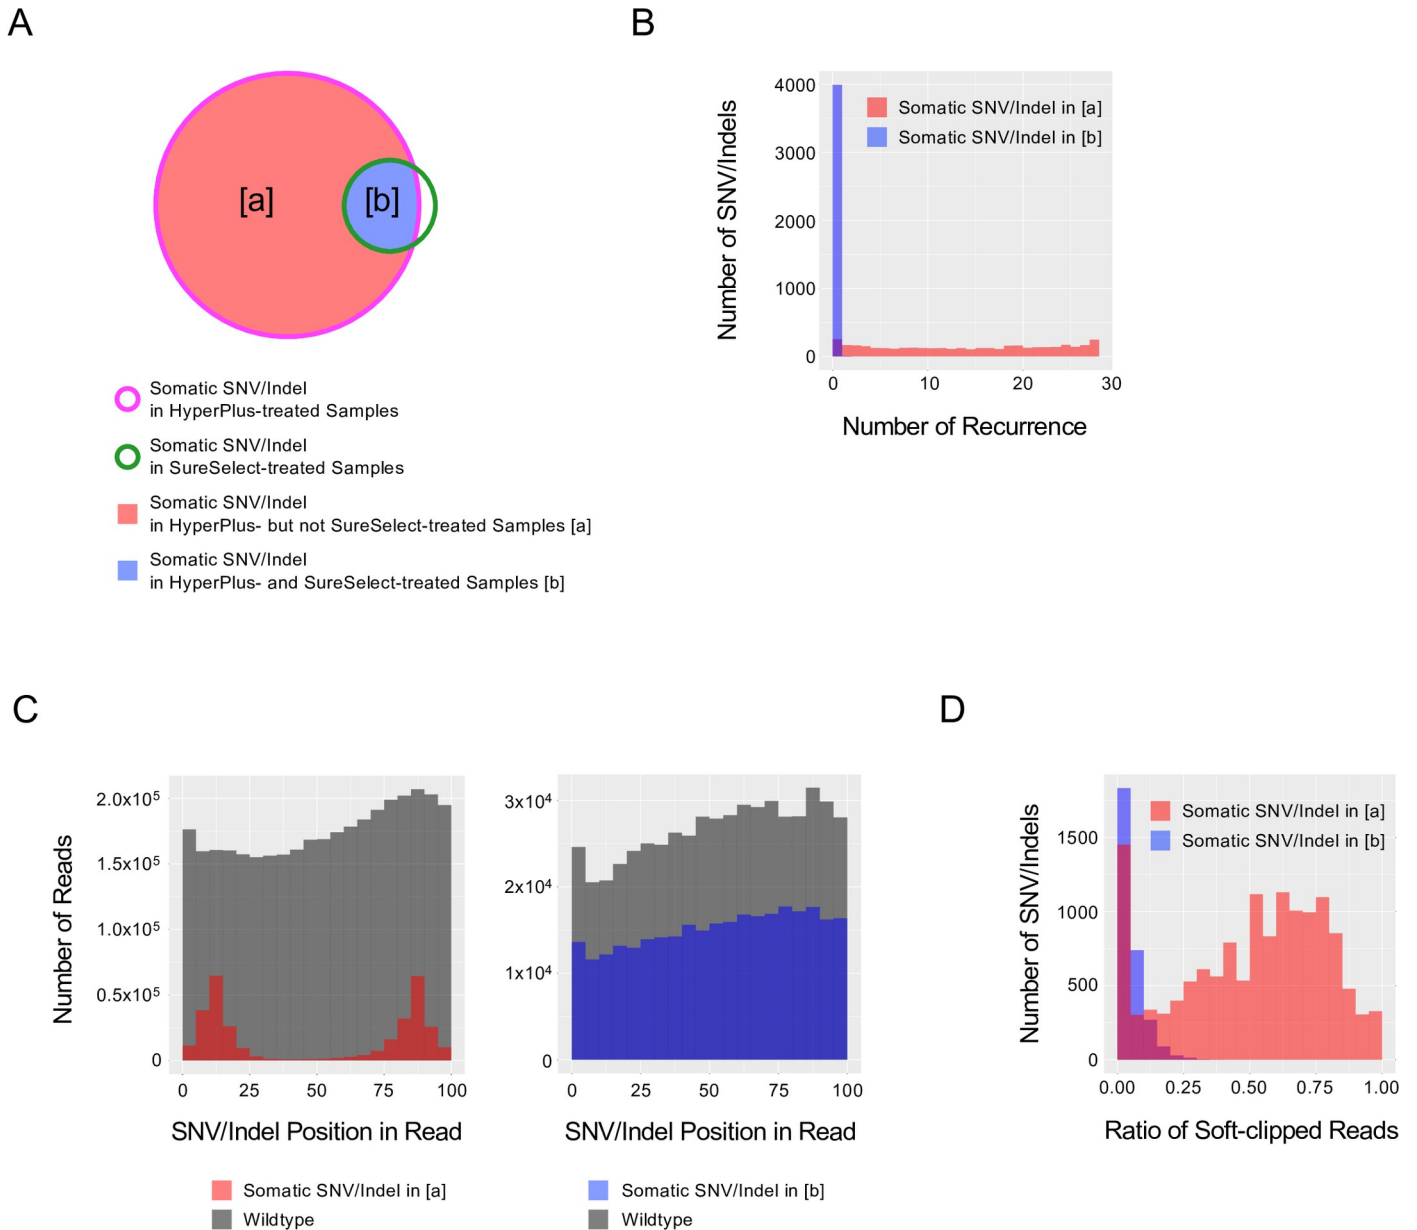 A
[a]
[b]
Somatic SNV/Indel
in HyperPlus-treated Samples
Somatic SNV/Indel
in SureSelect-treated Samples
Somatic SNV/Indel
in HyperPlus- but not SureSelect-treated Samples [a]
Somatic SNV/Indel
in HyperPlus- and SureSelect-treated Samples [b]
B
Number of SNV/Indels
4000
3000
2000
1000
0
Somatic SNV/Indel in [a]
Somatic SNV/Indel in [b]
0 10 20 30
Number of Recurrence
C
Number of Reads
2.0x10⁵
1.5x10⁵
1.0x10⁵
0.5x10⁵
0
0 25 50 75 100
SNV/Indel Position in Read
Somatic SNV/Indel in [a]
Wildtype
3x10⁴
2x10⁴
1x10⁴
0
0 25 50 75 100
SNV/Indel Position in Read
Somatic SNV/Indel in [b]
Wildtype
D
Number of SNV/Indels
1500
1000
500
0
Somatic SNV/Indel in [a]
Somatic SNV/Indel in [b]
0.00 0.25 0.50 0.75 1.00
Ratio of Soft-clipped Reads